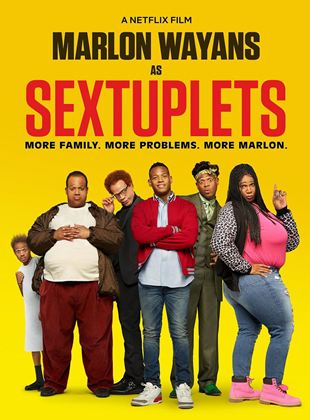 A NETFLIX FILM
MARLON WAYANS
AS
SEXTUPLETS
MORE FAMILY. MORE PROBLEMS. MORE MARLON.